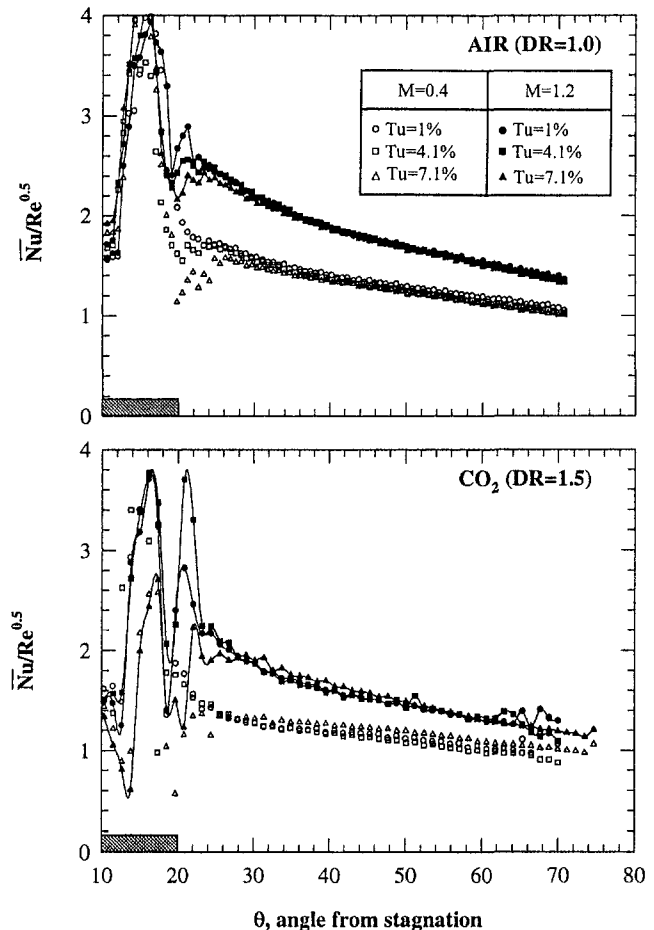 AIR (DR=1.0)
M=0.4 M=1.2
○ Tu=1% ● Tu=1%
□ Tu=4.1% ■ Tu=4.1%
△ Tu=7.1% ▲ Tu=7.1%
N̅u/Re^0.5
4
3
2
1
0
CO₂ (DR=1.5)
N̅u/Re^0.5
4
3
2
1
0
10 20 30 40 50 60 70 80
θ, angle from stagnation